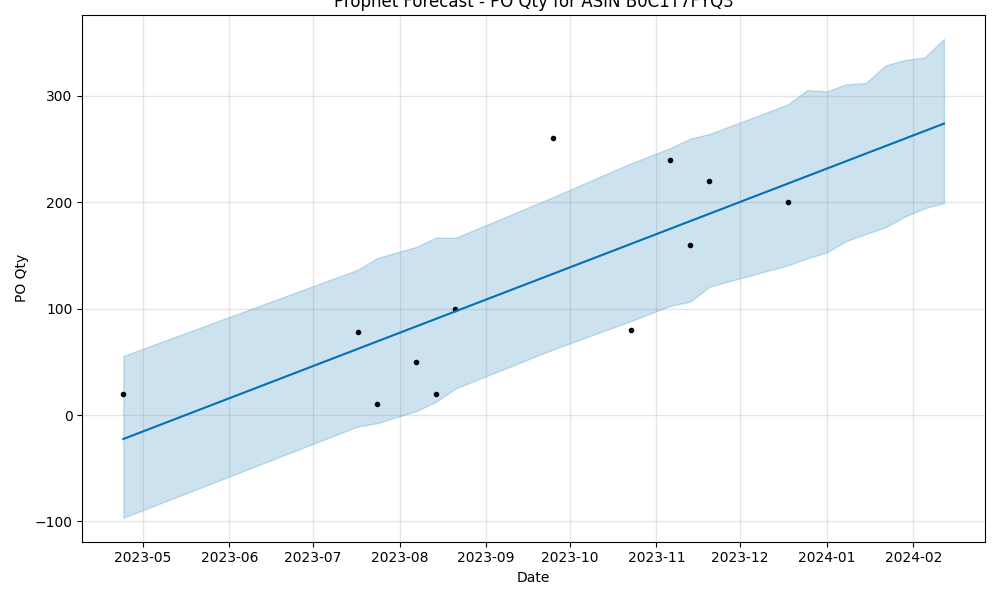 Prophet Forecast - PO Qty for ASIN B0C1T7FYQ3
PO Qty
300
200
100
0
−100
2023-05 2023-06 2023-07 2023-08 2023-09 2023-10 2023-11 2023-12 2024-01 2024-02
Date